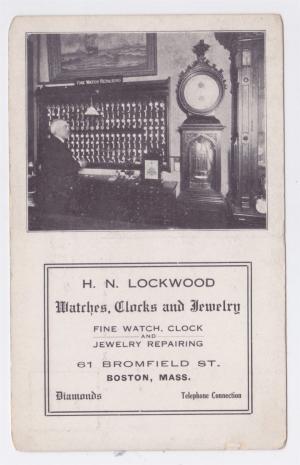 FINE WATCH REPAIRING
H. N. LOCKWOOD
Watches, Clocks and Jewelry
FINE WATCH, CLOCK
AND
JEWELRY REPAIRING
61 BROMFIELD ST.
BOSTON, MASS.
Diamonds Telephone Connection